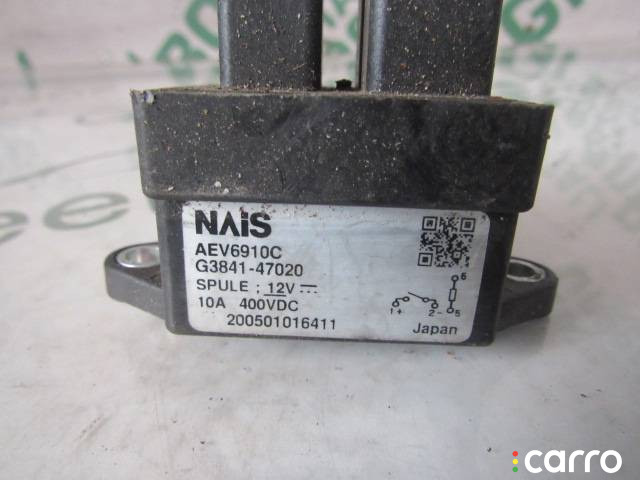 NAiS
AEV6910C
G3841-47020
SPULE : 12V
10A 400VDC
200501016411
6
1+ 2- 5
Japan
carro